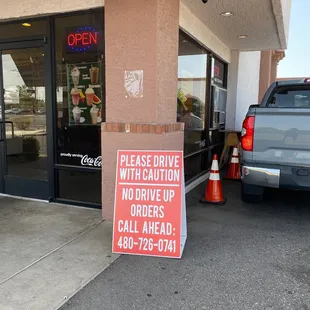 OPEN
proudly serving
Coca-Cola
PLEASE DRIVE
WITH CAUTION
NO DRIVE UP
ORDERS
CALL AHEAD:
480-726-0741